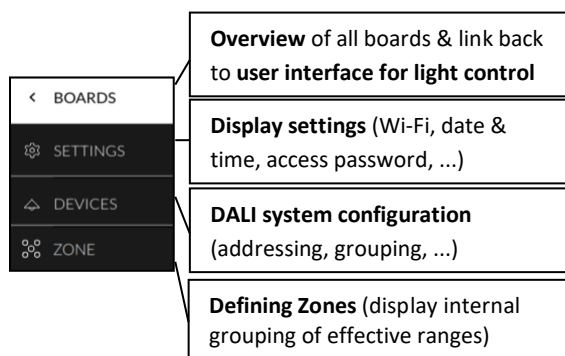 Overview of all boards & link back
to user interface for light control
< BOARDS
Display settings (Wi-Fi, date &
time, access password, ...)
SETTINGS
DEVICES
DALI system configuration
(addressing, grouping, ...)
ZONE
Defining Zones (display internal
grouping of effective ranges)